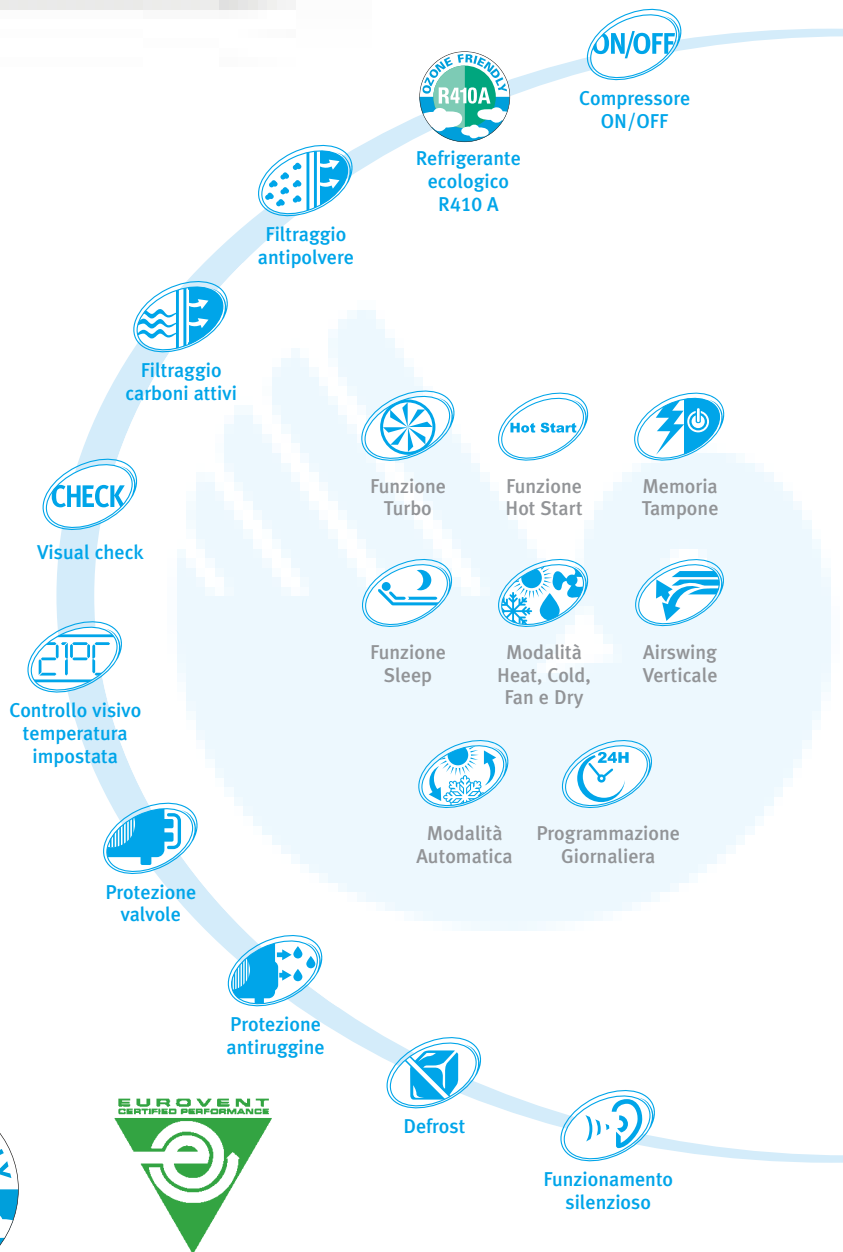 ON/OFF
Compressore
ON/OFF
OZONE FRIENDLY
R410A
Refrigerante
ecologico
R410 A
Filtraggio
antipolvere
Filtraggio
carboni attivi
CHECK
Visual check
21°C
Controllo visivo
temperatura
impostata
Protezione
valvole
Protezione
antiruggine
Defrost
Funzionamento
silenzioso
Funzione
Turbo
Hot Start
Funzione
Hot Start
Memoria
Tampone
Funzione
Sleep
Modalità
Heat, Cold,
Fan e Dry
Airswing
Verticale
Modalità
Automatica
24H
Programmazione
Giornaliera
EUROVENT
CERTIFIED PERFORMANCE